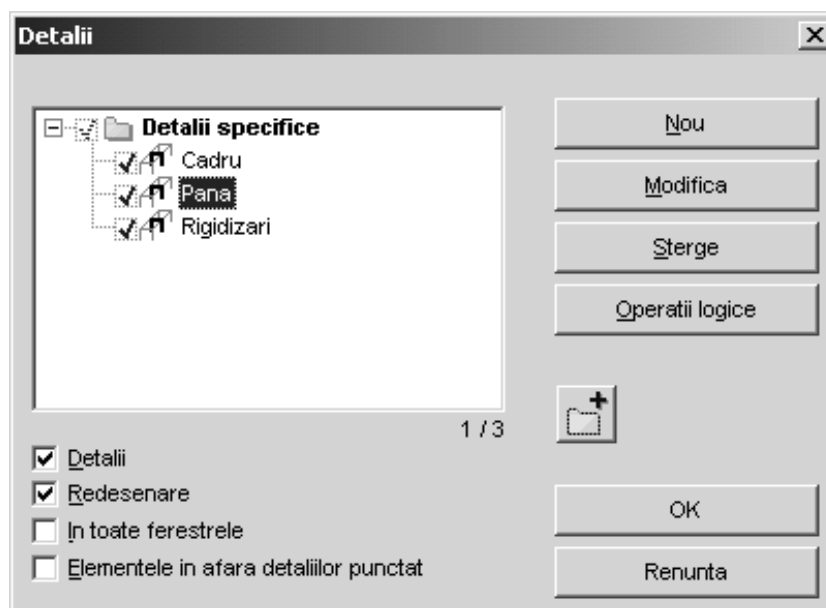 Detalii
Detalii specifice
Cadru
Pana
Rigidizari
1 / 3
Detalii
Redesenare
In toate ferestrele
Elementele in afara detaliilor punctat
Nou
Modifica
Sterge
Operatii logice
OK
Renunta